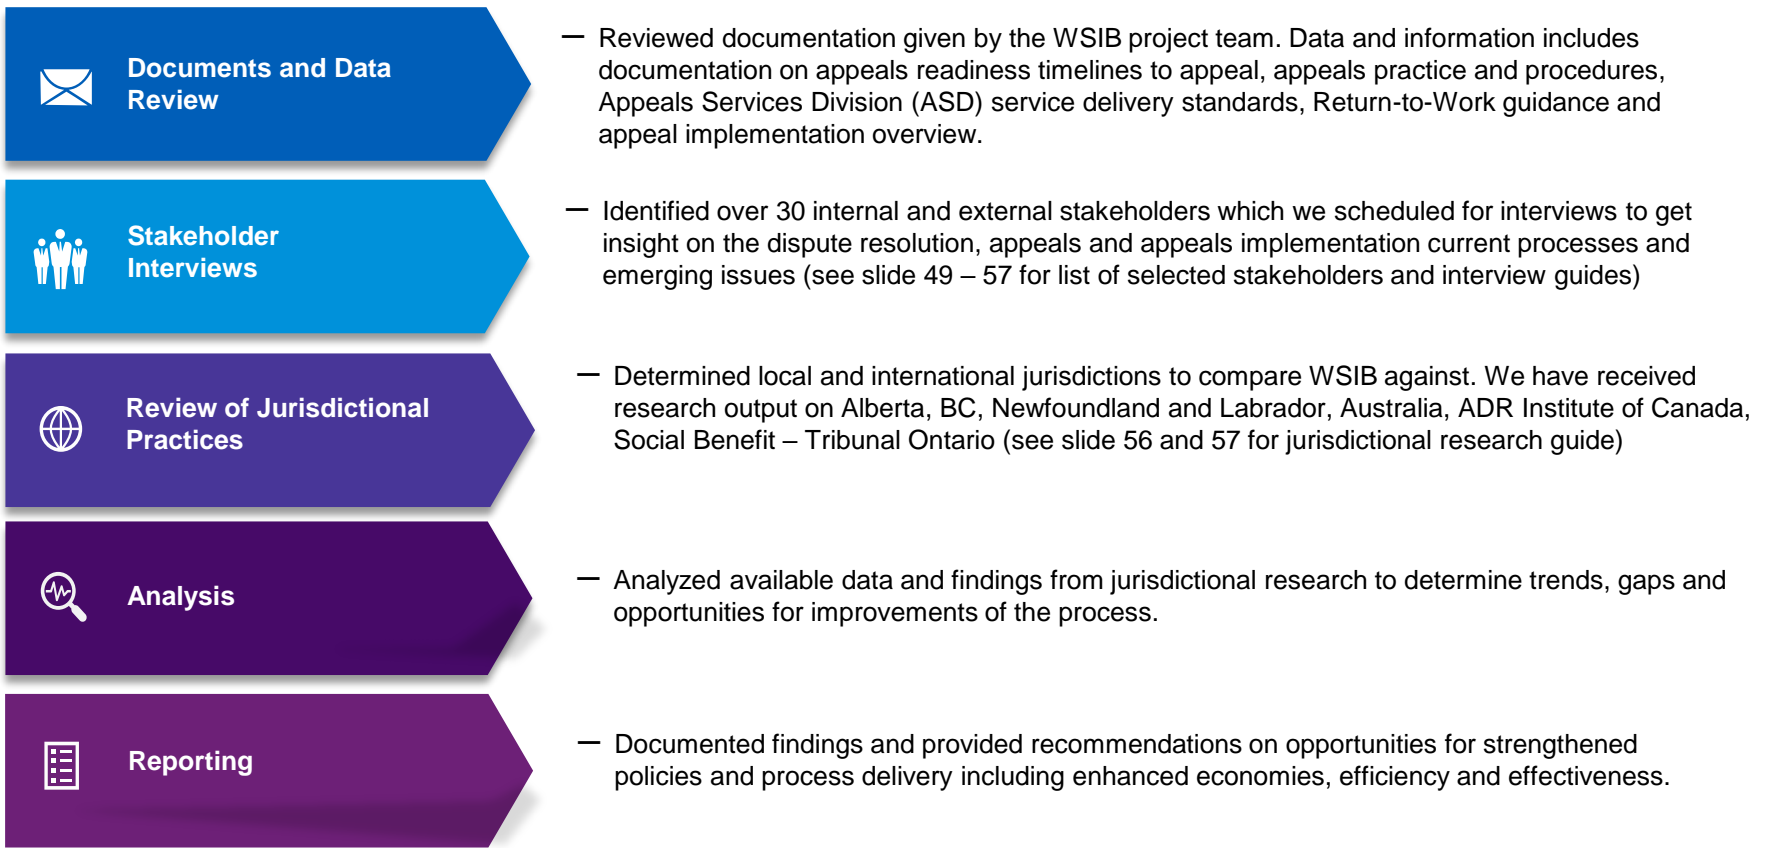 Documents and Data
Review
— Reviewed documentation given by the WSIB project team. Data and information includes
documentation on appeals readiness timelines to appeal, appeals practice and procedures,
Appeals Services Division (ASD) service delivery standards, Return-to-Work guidance and
appeal implementation overview.
Stakeholder
Interviews
— Identified over 30 internal and external stakeholders which we scheduled for interviews to get
insight on the dispute resolution, appeals and appeals implementation current processes and
emerging issues (see slide 49 – 57 for list of selected stakeholders and interview guides)
Review of Jurisdictional
Practices
— Determined local and international jurisdictions to compare WSIB against. We have received
research output on Alberta, BC, Newfoundland and Labrador, Australia, ADR Institute of Canada,
Social Benefit – Tribunal Ontario (see slide 56 and 57 for jurisdictional research guide)
Analysis
— Analyzed available data and findings from jurisdictional research to determine trends, gaps and
opportunities for improvements of the process.
Reporting
— Documented findings and provided recommendations on opportunities for strengthened
policies and process delivery including enhanced economies, efficiency and effectiveness.